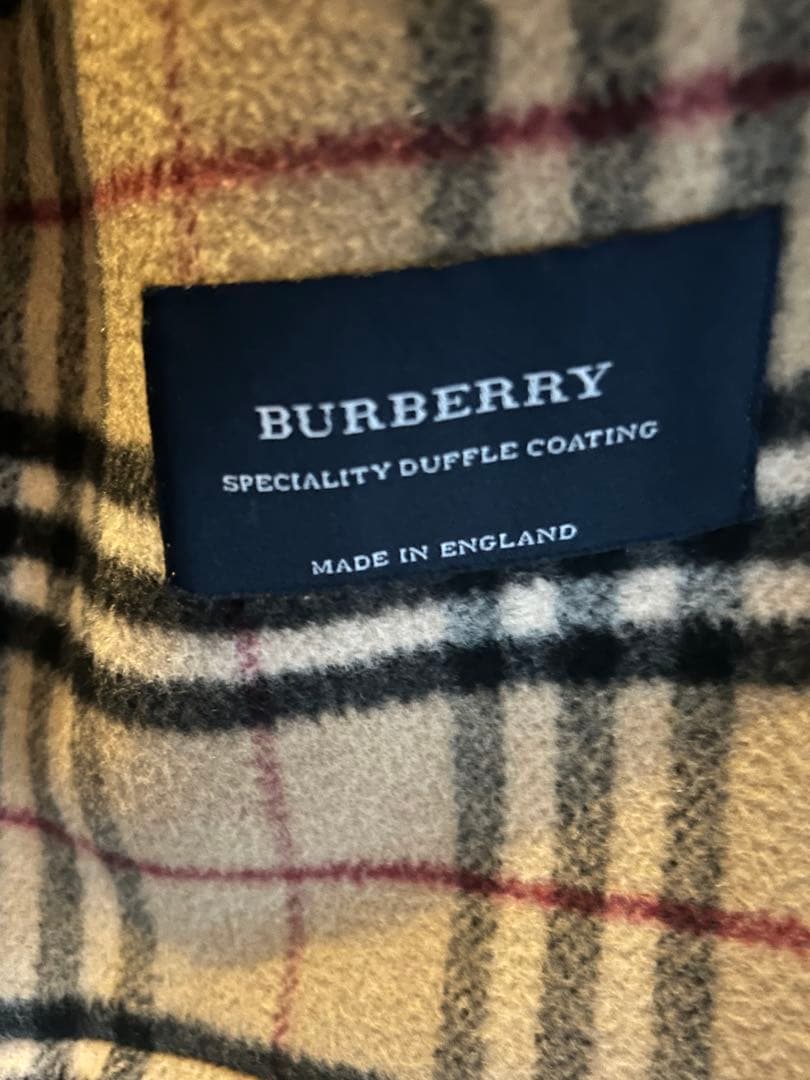 BURBERRY
SPECIALITY DUFFLE COATING
MADE IN ENGLAND